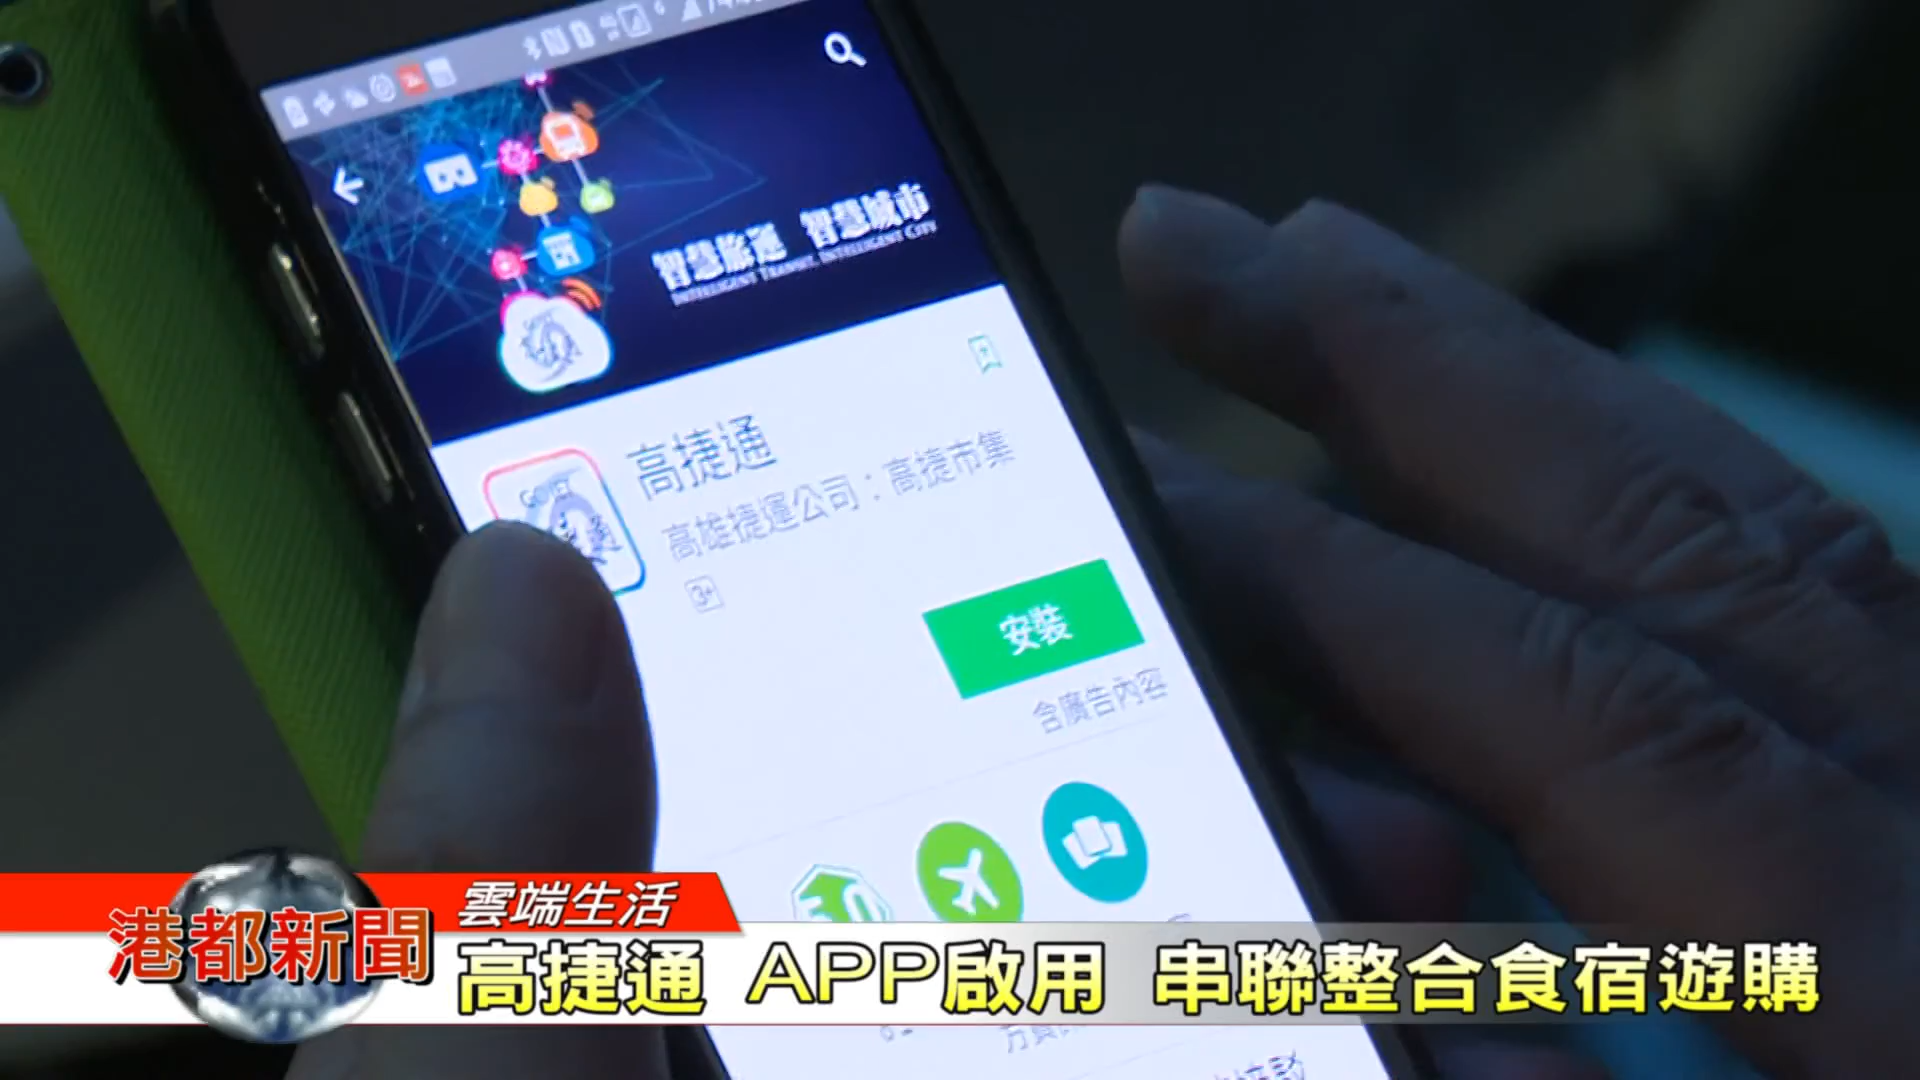 智慧旅運 智慧城市
INTELLIGENT TRANSIT, INTELLIGENT CITY
高捷通
高雄捷運公司：高捷市集
3+
安裝
含廣告內容
雲端生活
港都新聞
高捷通 APP啟用 串聯整合食宿遊購